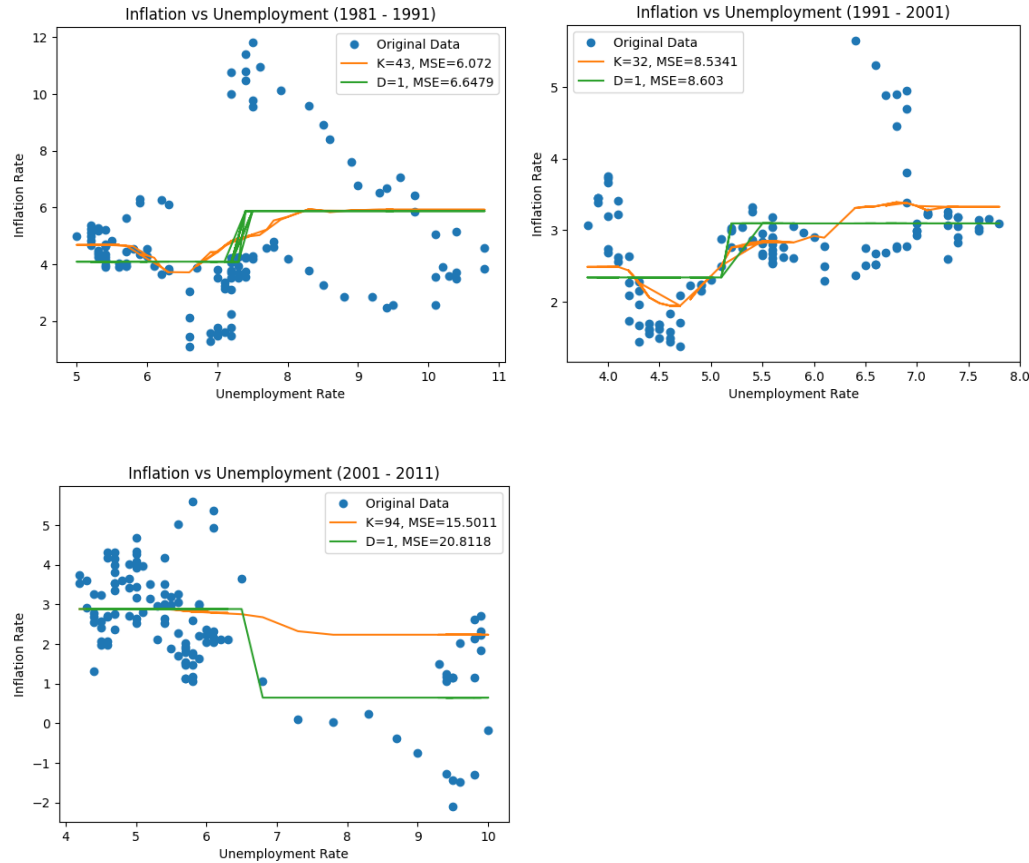 Inflation vs Unemployment (1981 - 1991)
12
10
8
6
4
2
Inflation Rate
Original Data
K=43, MSE=6.072
D=1, MSE=6.6479
5 6 7 8 9 10 11
Unemployment Rate
Inflation vs Unemployment (1991 - 2001)
5
4
3
2
Inflation Rate
Original Data
K=32, MSE=8.5341
D=1, MSE=8.603
4.0 4.5 5.0 5.5 6.0 6.5 7.0 7.5 8.0
Unemployment Rate
Inflation vs Unemployment (2001 - 2011)
5
4
3
2
1
0
−1
−2
Inflation Rate
Original Data
K=94, MSE=15.5011
D=1, MSE=20.8118
4 5 6 7 8 9 10
Unemployment Rate